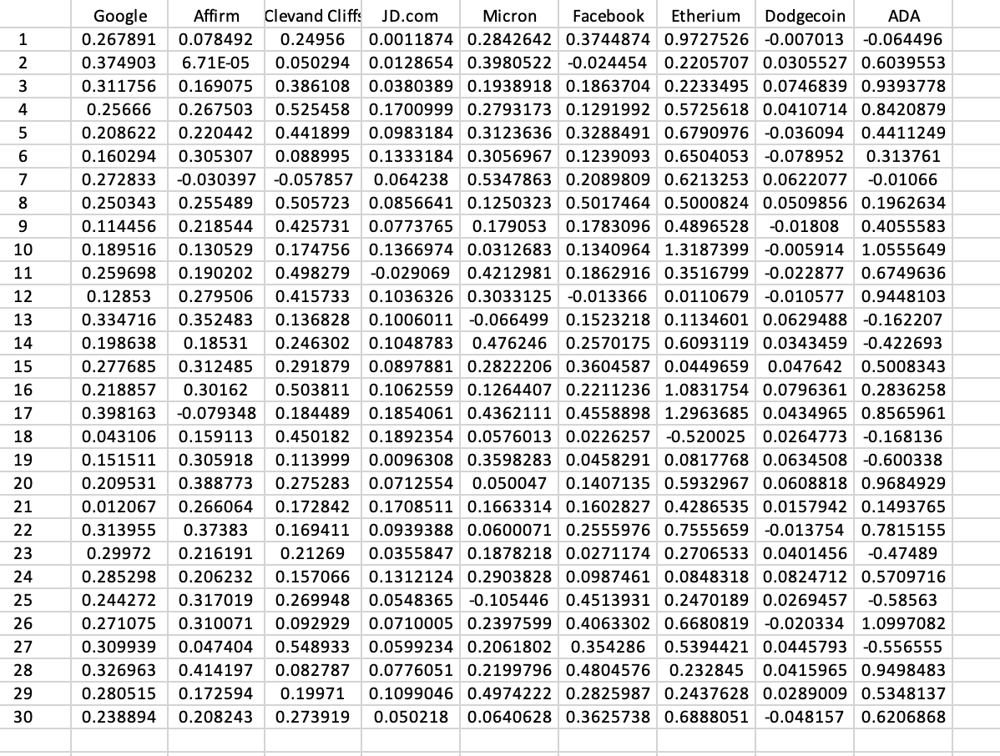 Google Affirm Clevand Cliffs JD.com Micron Facebook Etherium Dodgecoin ADA
1 0.267891 0.078492 0.24956 0.0011874 0.2842642 0.3744874 0.9727526 -0.007013 -0.064496
2 0.374903 6.71E-05 0.050294 0.0128654 0.3980522 -0.024454 0.2205707 0.0305527 0.6039553
3 0.311756 0.169075 0.386108 0.0380389 0.1938918 0.1863704 0.2233495 0.0746839 0.9393778
4 0.25666 0.267503 0.525458 0.1700999 0.2793173 0.1291992 0.5725618 0.0410714 0.8420879
5 0.208622 0.220442 0.441899 0.0983184 0.3123636 0.3288491 0.6790976 -0.036094 0.4411249
6 0.160294 0.305307 0.088995 0.1333184 0.3056967 0.1239093 0.6504053 -0.078952 0.313761
7 0.272833 -0.030397 -0.057857 0.064238 0.5347863 0.2089809 0.6213253 0.0622077 -0.01066
8 0.250343 0.255489 0.505723 0.0856641 0.1250323 0.5017464 0.5000824 0.0509856 0.1962634
9 0.114456 0.218544 0.425731 0.0773765 0.179053 0.1783096 0.4896528 -0.01808 0.4055583
10 0.189516 0.130529 0.174756 0.1366974 0.0312683 0.1340964 1.3187399 -0.005914 1.0555649
11 0.259698 0.190202 0.498279 -0.029069 0.4212981 0.1862916 0.3516799 -0.022877 0.6749636
12 0.12853 0.279506 0.415733 0.1036326 0.3033125 -0.013366 0.0110679 -0.010577 0.9448103
13 0.334716 0.352483 0.136828 0.1006011 -0.066499 0.1523218 0.1134601 0.0629488 -0.162207
14 0.198638 0.18531 0.246302 0.1048783 0.476246 0.2570175 0.6093119 0.0343459 -0.422693
15 0.277685 0.312485 0.291879 0.0897881 0.2822206 0.3604587 0.0449659 0.047642 0.5008343
16 0.218857 0.30162 0.503811 0.1062559 0.1264407 0.2211236 1.0831754 0.0796361 0.2836258
17 0.398163 -0.079348 0.184489 0.1854061 0.4362111 0.4558898 1.2963685 0.0434965 0.8565961
18 0.043106 0.159113 0.450182 0.1892354 0.0576013 0.0226257 -0.520025 0.0264773 -0.168136
19 0.151511 0.305918 0.113999 0.0096308 0.3598283 0.0458291 0.0817768 0.0634508 -0.600338
20 0.209531 0.388773 0.275283 0.0712554 0.050047 0.1407135 0.5932967 0.0608818 0.9684929
21 0.012067 0.266064 0.172842 0.1708511 0.1663314 0.1602827 0.4286535 0.0157942 0.1493765
22 0.313955 0.37383 0.169411 0.0939388 0.0600071 0.2555976 0.7555659 -0.013754 0.7815155
23 0.29972 0.216191 0.21269 0.0355847 0.1878218 0.0271174 0.2706533 0.0401456 -0.47489
24 0.285298 0.206232 0.157066 0.1312124 0.2903828 0.0987461 0.0848318 0.0824712 0.5709716
25 0.244272 0.317019 0.269948 0.0548365 -0.105446 0.4513931 0.2470189 0.0269457 -0.58563
26 0.271075 0.310071 0.092929 0.0710005 0.2397599 0.4063302 0.6680819 -0.020334 1.0997082
27 0.309939 0.047404 0.548933 0.0599234 0.2061802 0.354286 0.5394421 0.0445793 -0.556555
28 0.326963 0.414197 0.082787 0.0776051 0.2199796 0.4804576 0.232845 0.0415965 0.9498483
29 0.280515 0.172594 0.19971 0.1099046 0.4974222 0.2825987 0.2437628 0.0289009 0.5348137
30 0.238894 0.208243 0.273919 0.050218 0.0640628 0.3625738 0.6888051 -0.048157 0.6206868